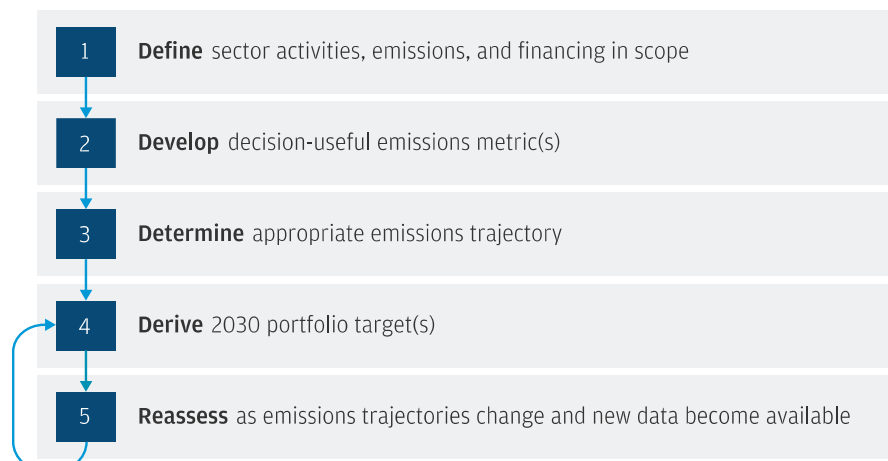 1 Define sector activities, emissions, and financing in scope
2 Develop decision-useful emissions metric(s)
3 Determine appropriate emissions trajectory
4 Derive 2030 portfolio target(s)
5 Reassess as emissions trajectories change and new data become available